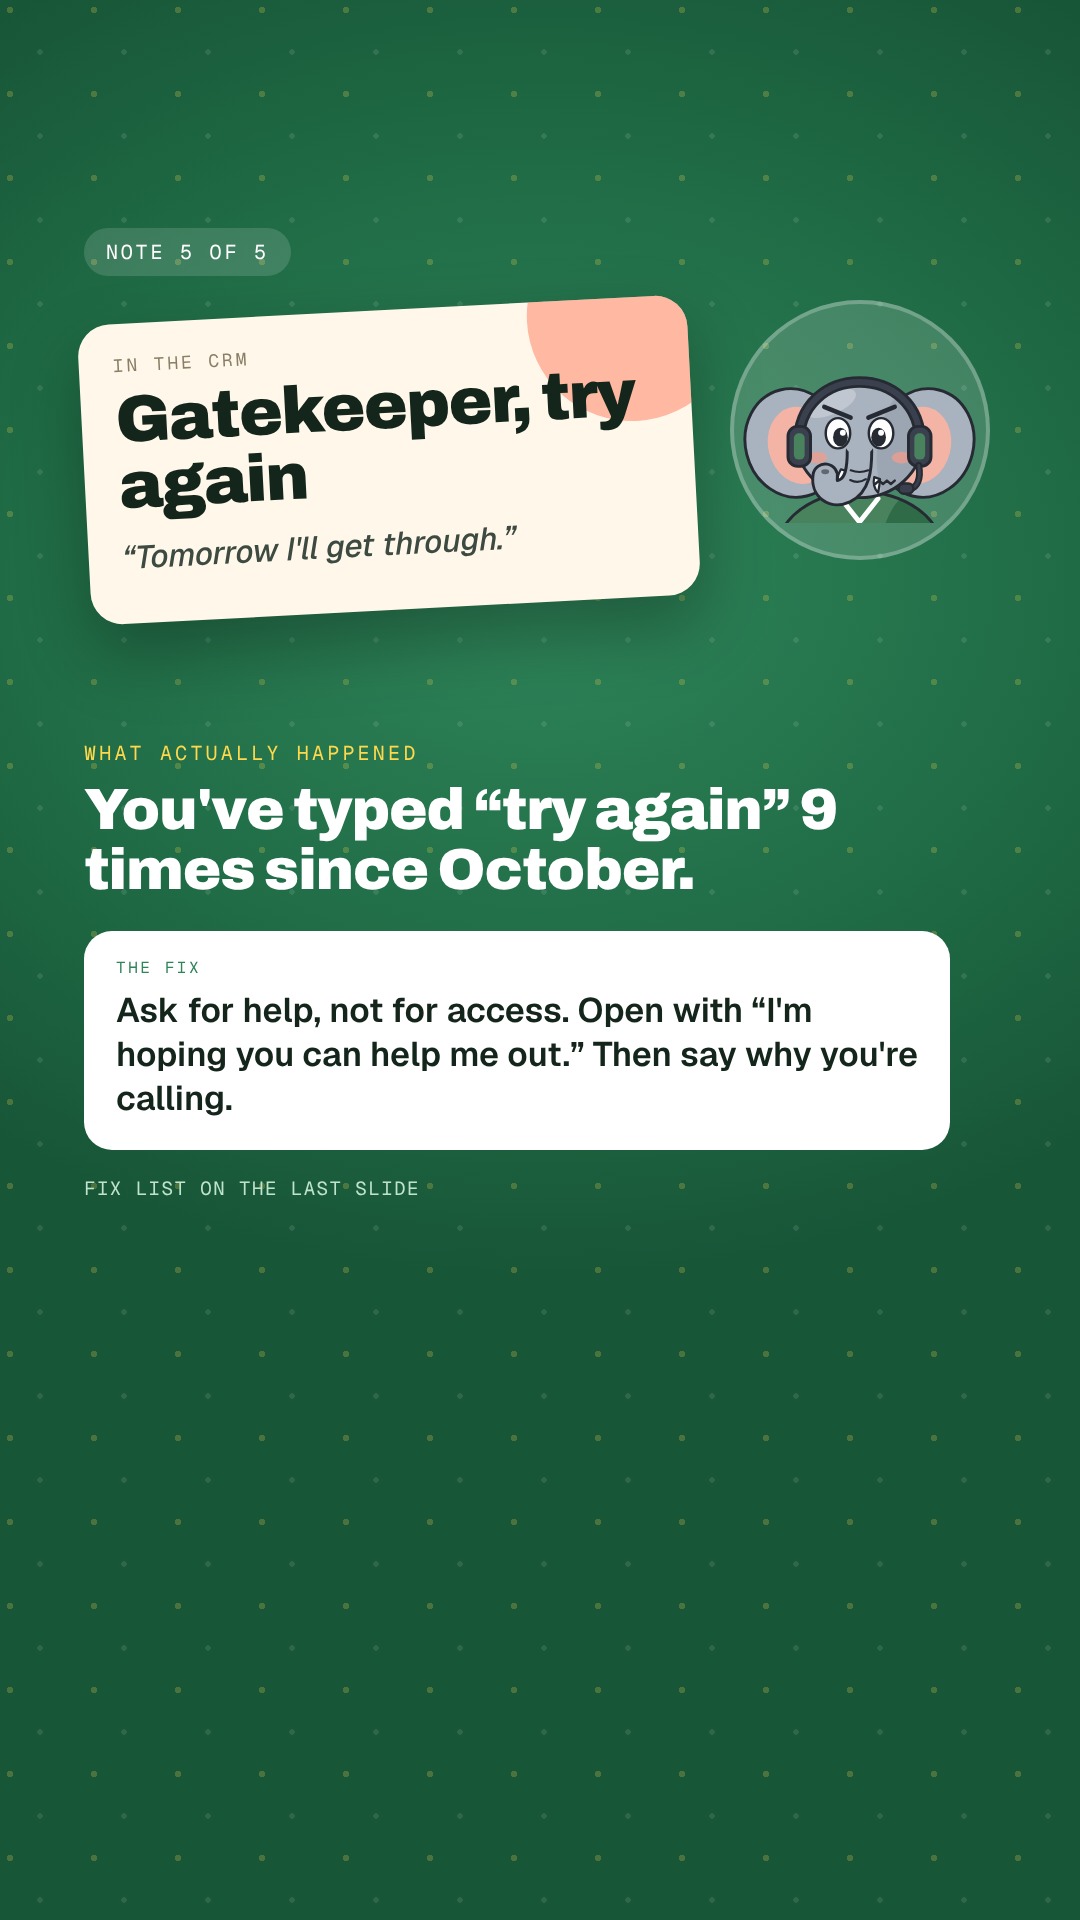 NOTE 5 OF 5
IN THE CRM
Gatekeeper, try
again
“Tomorrow I'll get through.”
WHAT ACTUALLY HAPPENED
You've typed “try again” 9
times since October.
THE FIX
Ask for help, not for access. Open with “I'm
hoping you can help me out.” Then say why you're
calling.
FIX LIST ON THE LAST SLIDE